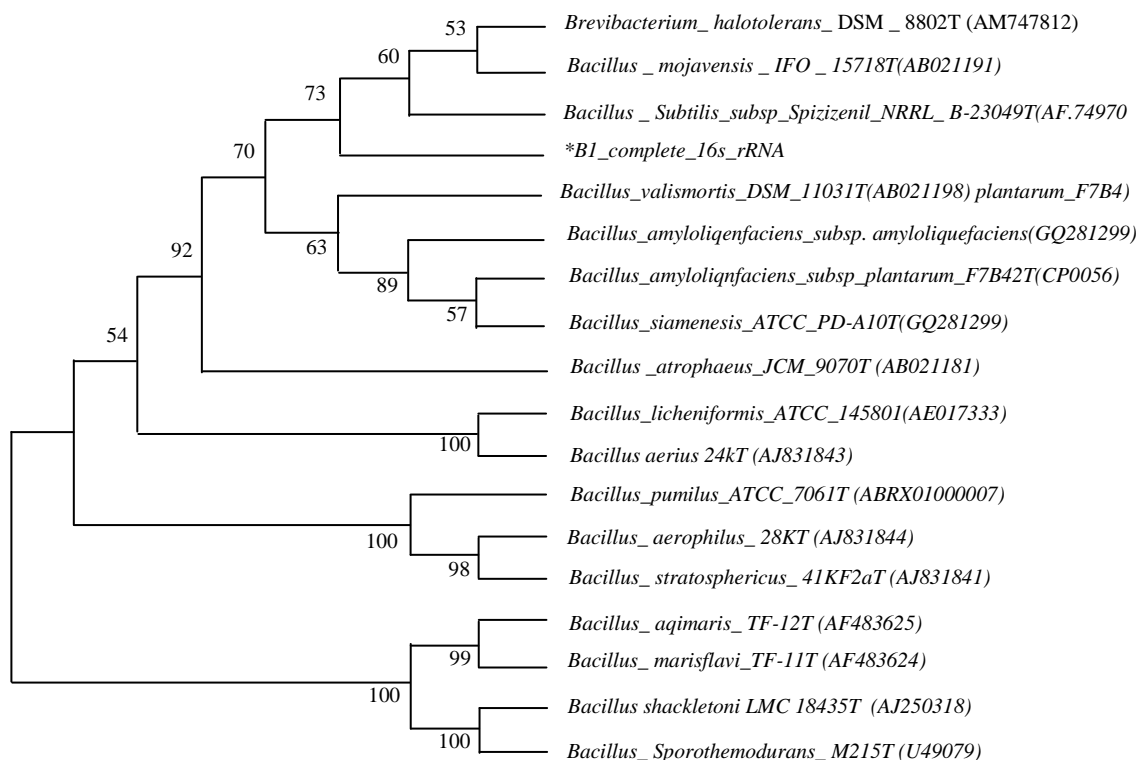 Brevibacterium_ halotolerans_ DSM _ 8802T (AM747812)
53
Bacillus _ mojavensis _ IFO _ 15718T(AB021191)
60
Bacillus _ Subtilis_subsp_Spizizenil_NRRL_ B-23049T(AF.74970
73
*B1_complete_16s_rRNA
70
Bacillus_valismortis_DSM_11031T(AB021198) plantarum_F7B4)
63
Bacillus_amyloliqenfaciens_subsp. amyloliquefaciens(GQ281299)
92
89
Bacillus_amyloliqnfaciens_subsp_plantarum_F7B42T(CP0056)
57
Bacillus_siamenesis_ATCC_PD-A10T(GQ281299)
54
Bacillus _atrophaeus_JCM_9070T (AB021181)
Bacillus_licheniformis_ATCC_145801(AE017333)
100
Bacillus aerius 24kT (AJ831843)
Bacillus_pumilus_ATCC_7061T (ABRX01000007)
100
Bacillus_ aerophilus_ 28KT (AJ831844)
98
Bacillus_ stratosphericus_ 41KF2aT (AJ831841)
Bacillus_ aqimaris_ TF-12T (AF483625)
99
Bacillus_ marisflavi_TF-11T (AF483624)
100
Bacillus shackletoni LMC 18435T (AJ250318)
100
Bacillus_ Sporothemodurans_ M215T (U49079)